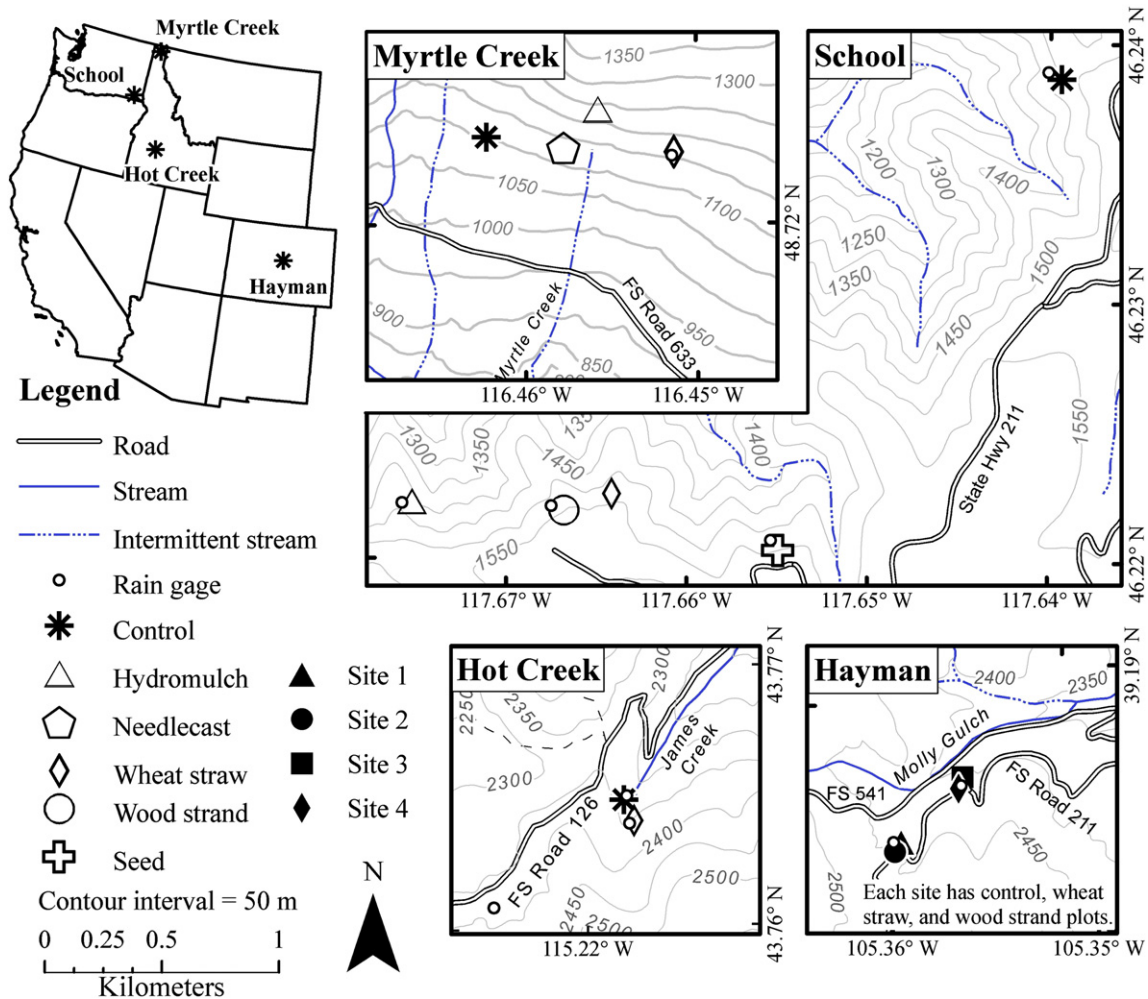 Myrtle Creek
School
Hot Creek
Hayman
Legend
Road
Stream
Intermittent stream
Rain gage
Control
Hydromulch
Needlecast
Wheat straw
Wood strand
Seed
Site 1
Site 2
Site 3
Site 4
Contour interval = 50 m
0 0.25 0.5 1
Kilometers
N
Myrtle Creek
1350
1300
1050
1100
1000
950
900
850
Myrtle Creek
FS Road 633
48.72° N
116.46° W
116.45° W
School
1200
1300
1400
1250
1350
1500
1450
1550
State Hwy 211
1300
1350
1450
1400
1550
46.24° N
46.23° N
46.22° N
117.67° W
117.66° W
117.65° W
117.64° W
Hot Creek
2300
2250
2350
2300
James
Creek
FS Road 126
2400
2500
2450
2500
43.77° N
43.76° N
115.22° W
Hayman
2400
2350
Molly Gulch
FS 541
FS Road 211
2450
2500
Each site has control, wheat
straw, and wood strand plots.
39.19° N
105.36° W
105.35° W